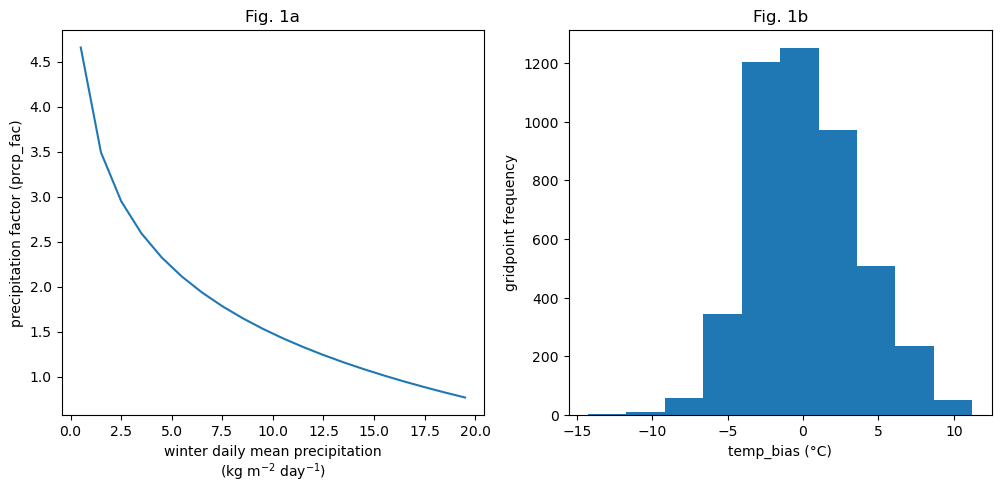 Fig. 1a
4.5
4.0
3.5
3.0
2.5
2.0
1.5
1.0
precipitation factor (prcp_fac)
0.0 2.5 5.0 7.5 10.0 12.5 15.0 17.5 20.0
winter daily mean precipitation
(kg m⁻² day⁻¹)
Fig. 1b
1200
1000
800
600
400
200
0
gridpoint frequency
−15 −10 −5 0 5 10
temp_bias (°C)